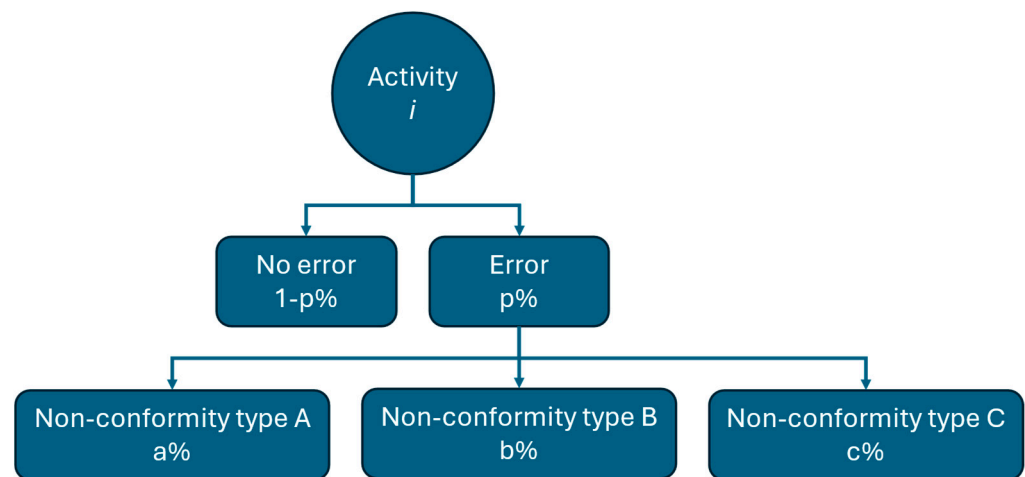 Activity
i
No error
1-p%
Error
p%
Non-conformity type A
a%
Non-conformity type B
b%
Non-conformity type C
c%